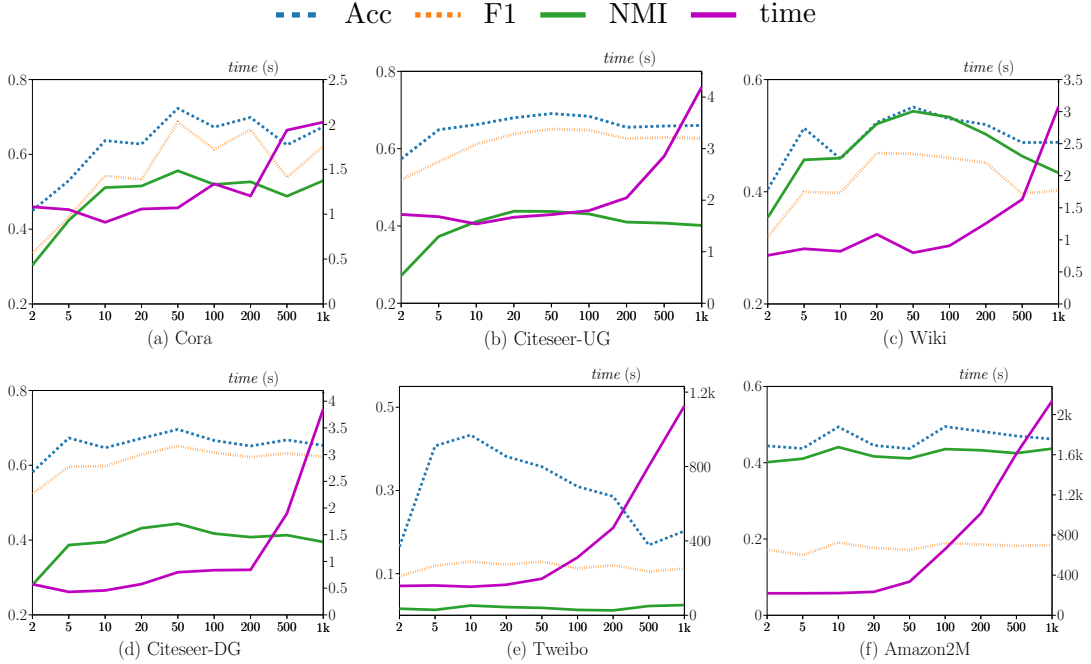 Acc F1 NMI time
time (s) time (s) time (s)
0.8 0.6 0.4 0.2
2.5 2 1.5 1 0.5 0
2 5 10 20 50 100 200 500 1k
(a) Cora
0.8 0.6 0.4 0.2
4 3 2 1 0
2 5 10 20 50 100 200 500 1k
(b) Citeseer-UG
0.6 0.4 0.2
3.5 3 2.5 2 1.5 1 0.5 0
2 5 10 20 50 100 200 500 1k
(c) Wiki
time (s) time (s) time (s)
0.8 0.6 0.4 0.2
4 3.5 3 2.5 2 1.5 1 0.5 0
2 5 10 20 50 100 200 500 1k
(d) Citeseer-DG
0.5 0.3 0.1
1.2k 800 400 0
2 5 10 20 50 100 200 500 1k
(e) Tweibo
0.6 0.4 0.2 0
2k 1.6k 1.2k 800 400 0
2 5 10 20 50 100 200 500 1k
(f) Amazon2M